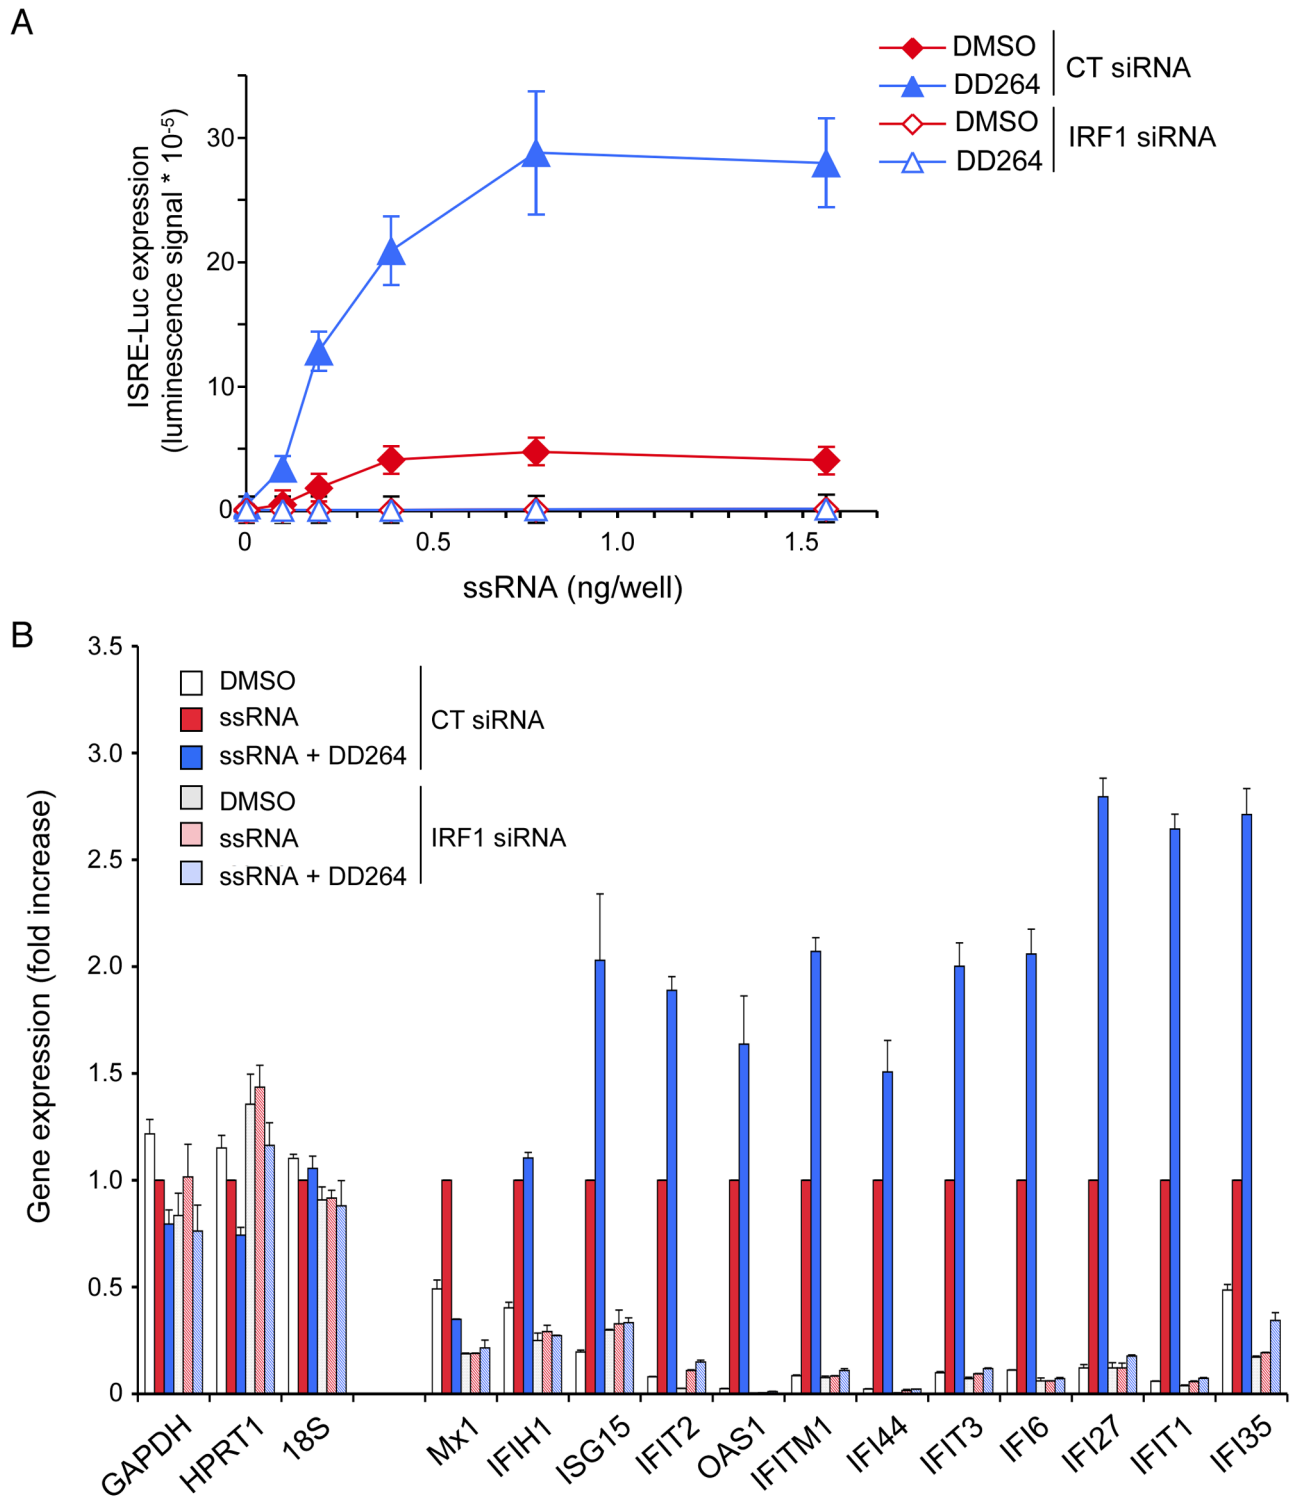 A
DMSO
DD264
CT siRNA
DMSO
DD264
IRF1 siRNA
ISRE-Luc expression
(luminescence signal * 10-5)
30
20
10
0
0 0.5 1.0 1.5
ssRNA (ng/well)
B
DMSO
ssRNA
ssRNA + DD264
CT siRNA
DMSO
ssRNA
ssRNA + DD264
IRF1 siRNA
Gene expression (fold increase)
3.5
3.0
2.5
2.0
1.5
1.0
0.5
0
GAPDH HPRT1 18S Mx1 IFIH1 ISG15 IFIT2 OAS1 IFITM1 IFI44 IFIT3 IFI6 IFI27 IFIT1 IFI35